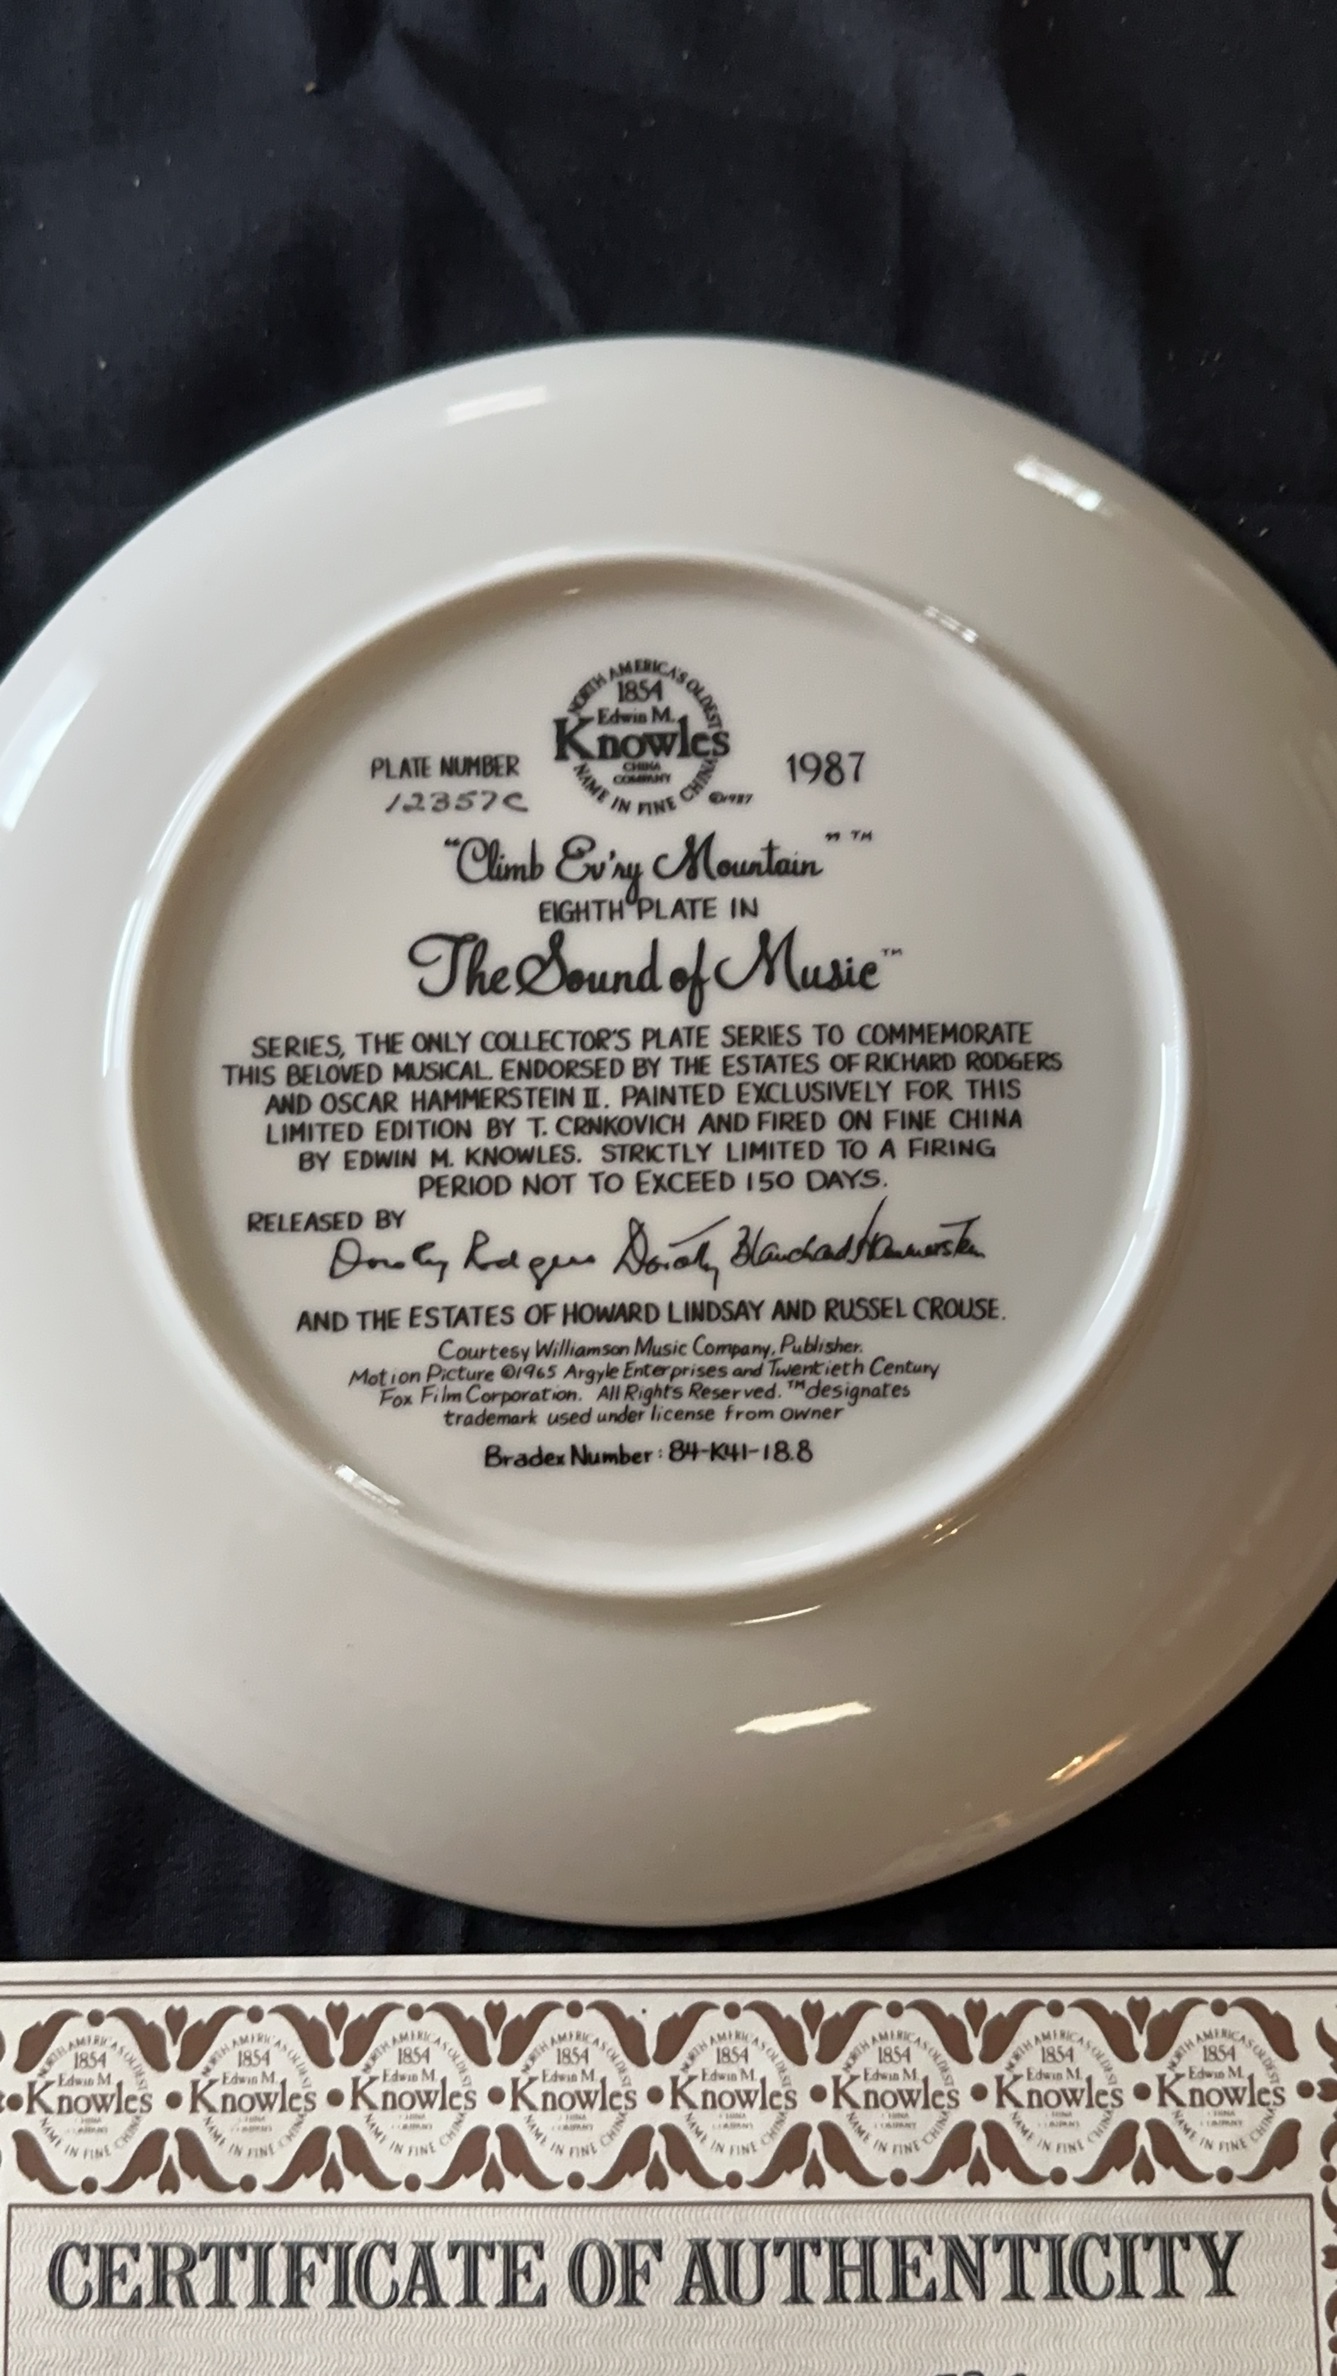 NORTH AMERICA'S OLDEST
1854
Edwin M.
Knowles
CHINA
COMPANY
NAME IN FINE CHINA
©1987
PLATE NUMBER
12357C
1987
"Climb Ev'ry Mountain" ™
EIGHTH PLATE IN
The Sound of Music™
SERIES, THE ONLY COLLECTOR'S PLATE SERIES TO COMMEMORATE
THIS BELOVED MUSICAL. ENDORSED BY THE ESTATES OF RICHARD RODGERS
AND OSCAR HAMMERSTEIN II. PAINTED EXCLUSIVELY FOR THIS
LIMITED EDITION BY T. CRNKOVICH AND FIRED ON FINE CHINA
BY EDWIN M. KNOWLES. STRICTLY LIMITED TO A FIRING
PERIOD NOT TO EXCEED 150 DAYS.
RELEASED BY
Dorothy Rodgers Dorothy Blanchard Hammerstein
AND THE ESTATES OF HOWARD LINDSAY AND RUSSEL CROUSE.
Courtesy Williamson Music Company, Publisher.
Motion Picture ©1965 Argyle Enterprises and Twentieth Century
Fox Film Corporation. All Rights Reserved. ™designates
trademark used under license from owner
Bradex Number: 84-K41-18.8
1854 1854 1854 1854 1854 1854 1854 1854
Edwin M. Edwin M. Edwin M. Edwin M. Edwin M. Edwin M. Edwin M. Edwin M.
Knowles Knowles Knowles Knowles Knowles Knowles Knowles Knowles
CERTIFICATE OF AUTHENTICITY